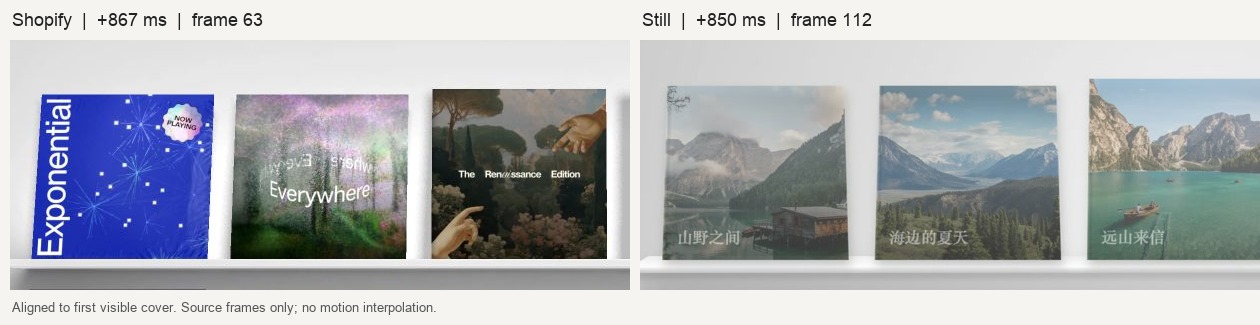 Shopify | +867 ms | frame 63
Still | +850 ms | frame 112
Exponential
NOW
PLAYING
Everywhere
The Renaissance Edition
山野之间
海边的夏天
远山来信
Aligned to first visible cover. Source frames only; no motion interpolation.